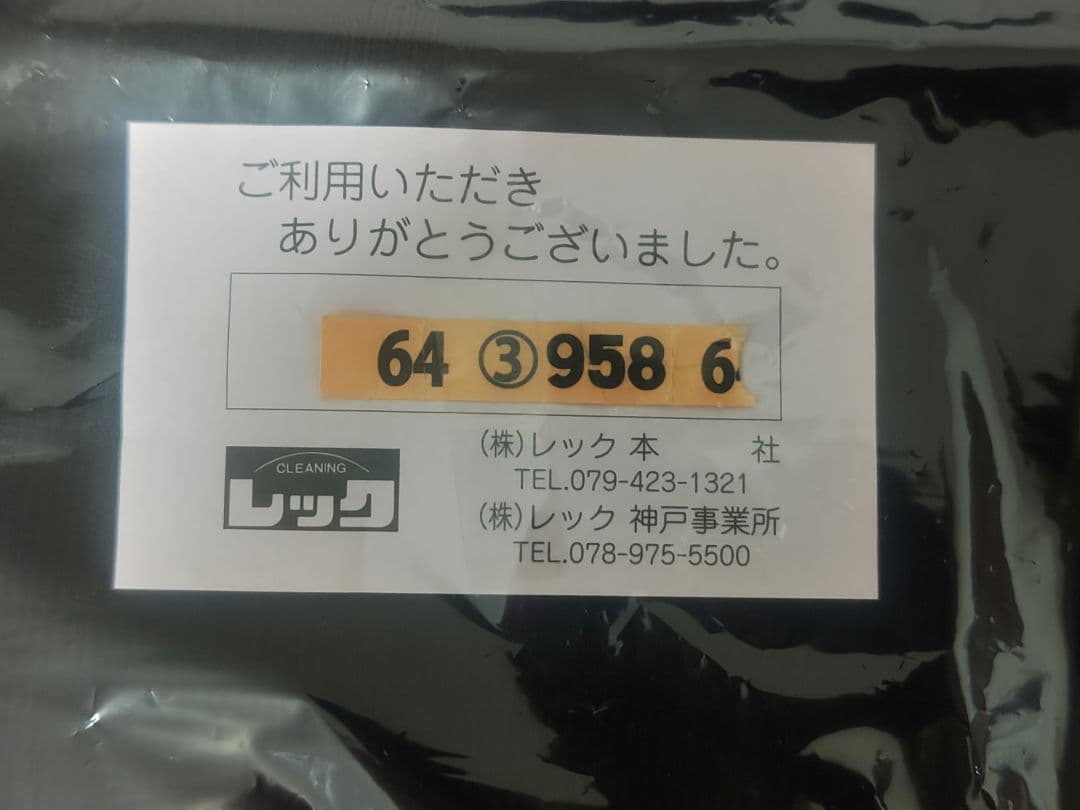 ご利用いただき
ありがとうございました。
64 ③958 6
CLEANING
レック
(株)レック 本 社
TEL.079-423-1321
(株)レック 神戸事業所
TEL.078-975-5500